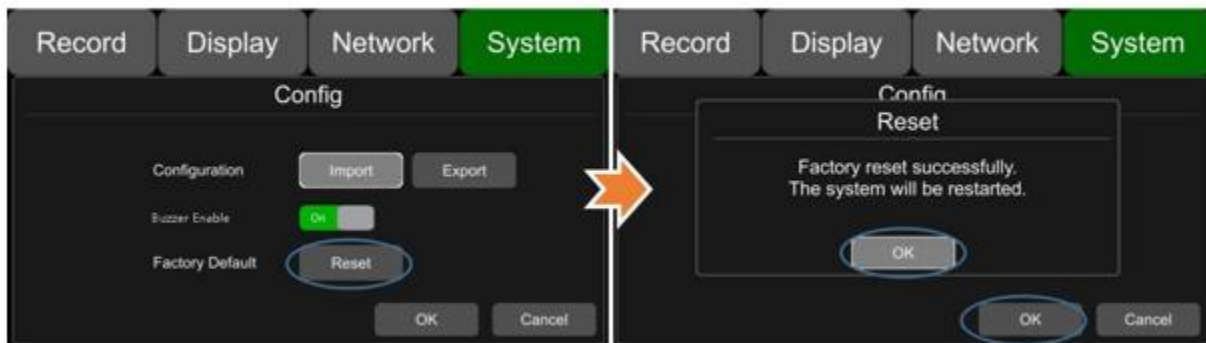 Record Display Network System
Config
Configuration Import Export
Buzzer Enable On
Factory Default Reset
OK Cancel
Record Display Network System
Config
Reset
Factory reset successfully.
The system will be restarted.
OK
OK Cancel